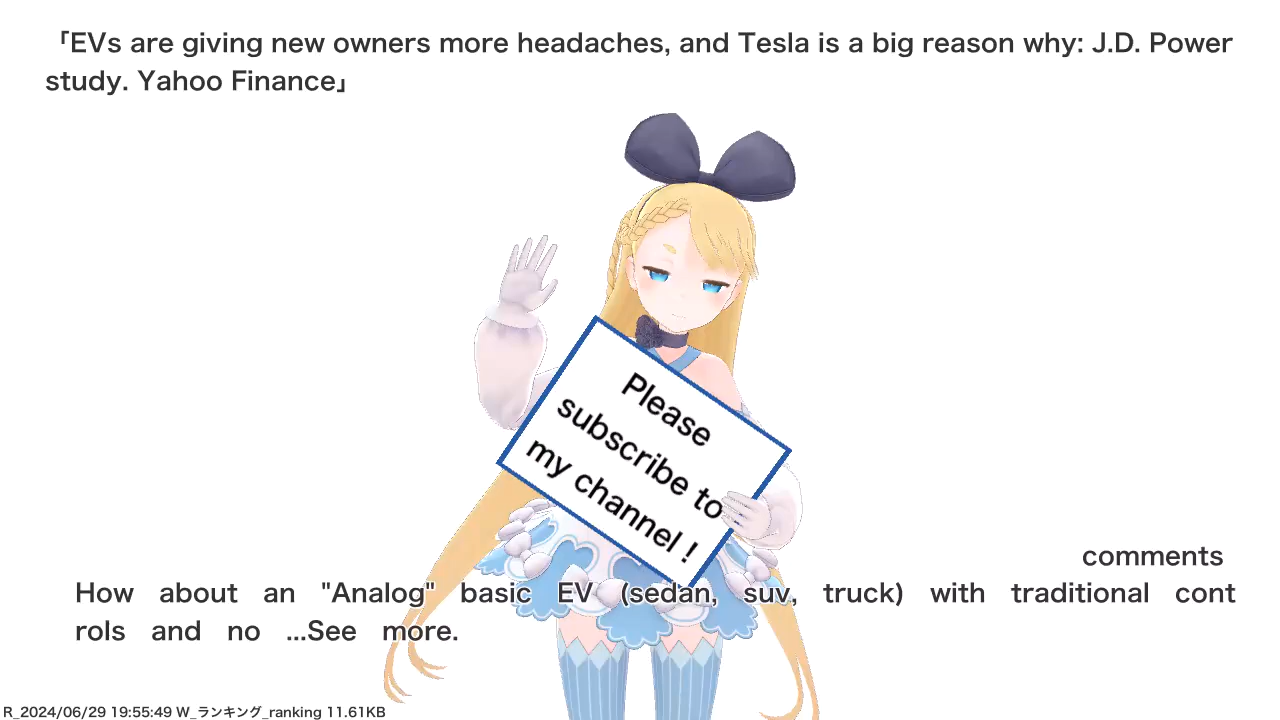 「EVs are giving new owners more headaches, and Tesla is a big reason why: J.D. Power
study. Yahoo Finance」
Please
subscribe to
my channel !
comments
How about an "Analog" basic EV (sedan, suv, truck) with traditional cont
rols and no ...See more.
R_2024/06/29 19:55:49 W_ランキング_ranking 11.61KB